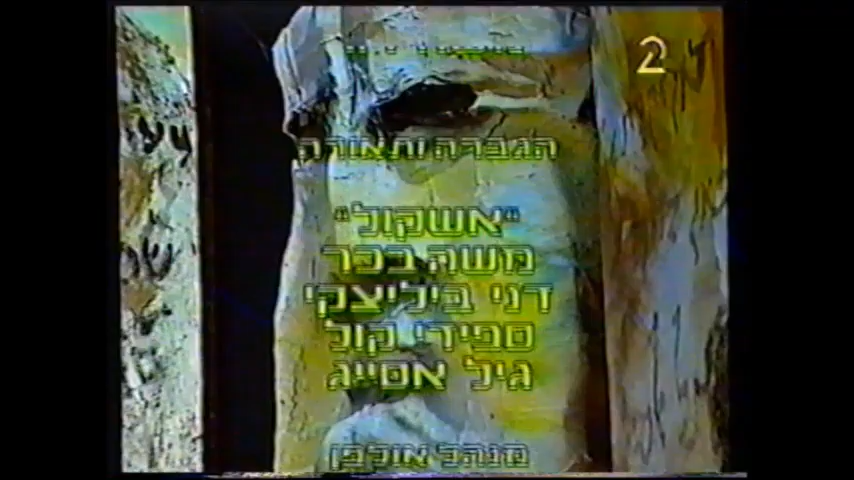 2
הגברה ותאורה
"אשקול"
משה בכר
דני ביליצקי
ספירי קול
גיל אסייג
מנהל אולפן